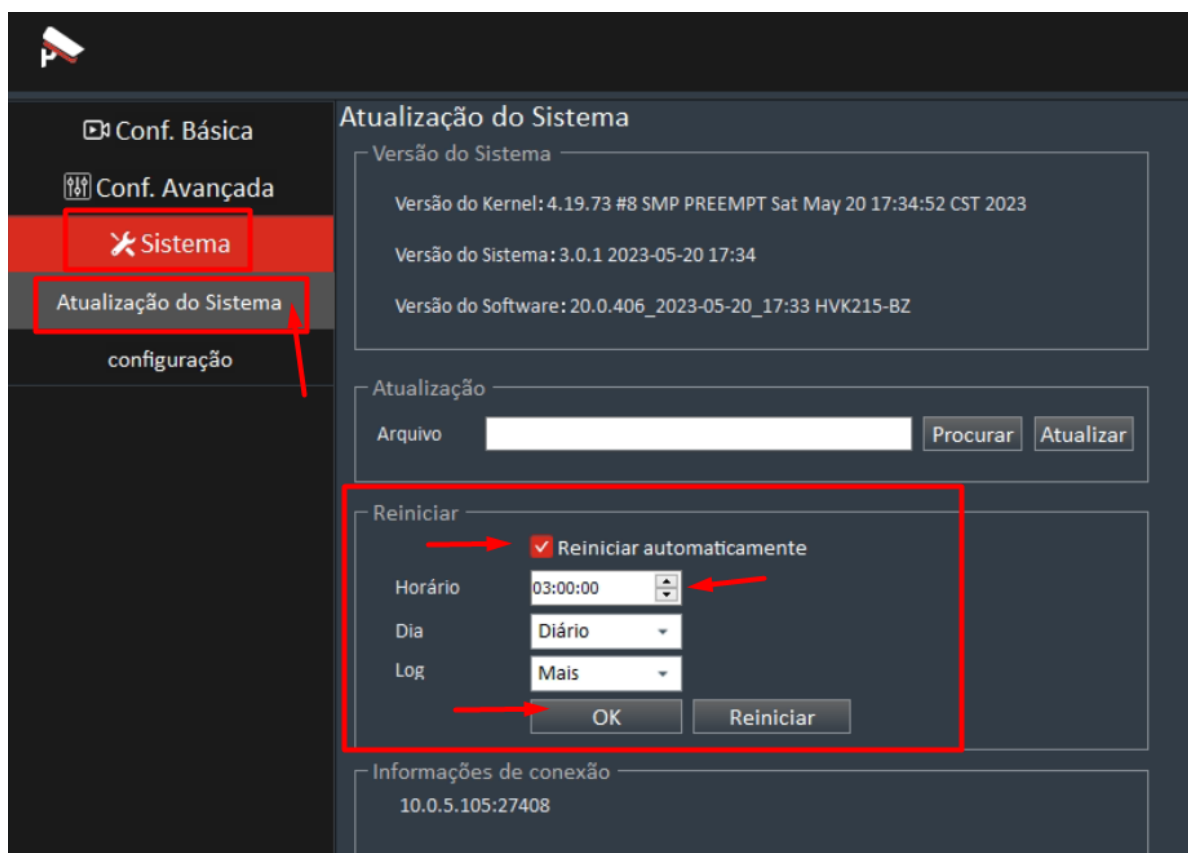 Conf. Básica
Conf. Avançada
Sistema
Atualização do Sistema
configuração
Atualização do Sistema
Versão do Sistema
Versão do Kernel: 4.19.73 #8 SMP PREEMPT Sat May 20 17:34:52 CST 2023
Versão do Sistema: 3.0.1 2023-05-20 17:34
Versão do Software: 20.0.406_2023-05-20_17:33 HVK215-BZ
Atualização
Arquivo Procurar Atualizar
Reiniciar
Reiniciar automaticamente
Horário 03:00:00
Dia Diário
Log Mais
OK Reiniciar
Informações de conexão
10.0.5.105:27408